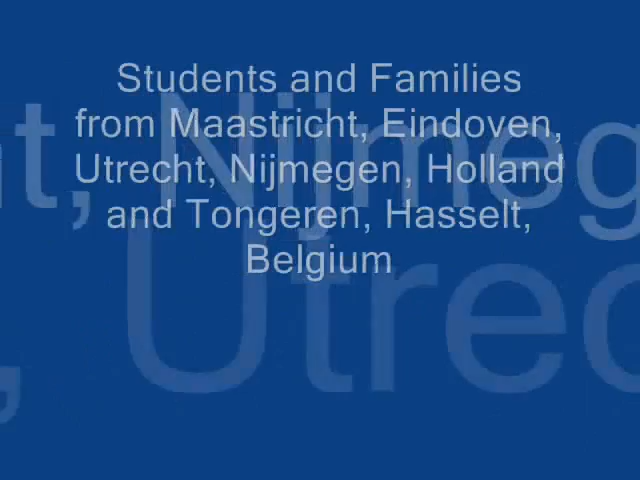 Students and Families
from Maastricht, Eindoven,
Utrecht, Nijmegen, Holland
and Tongeren, Hasselt,
Belgium
t, Nijmeg
, Utrec